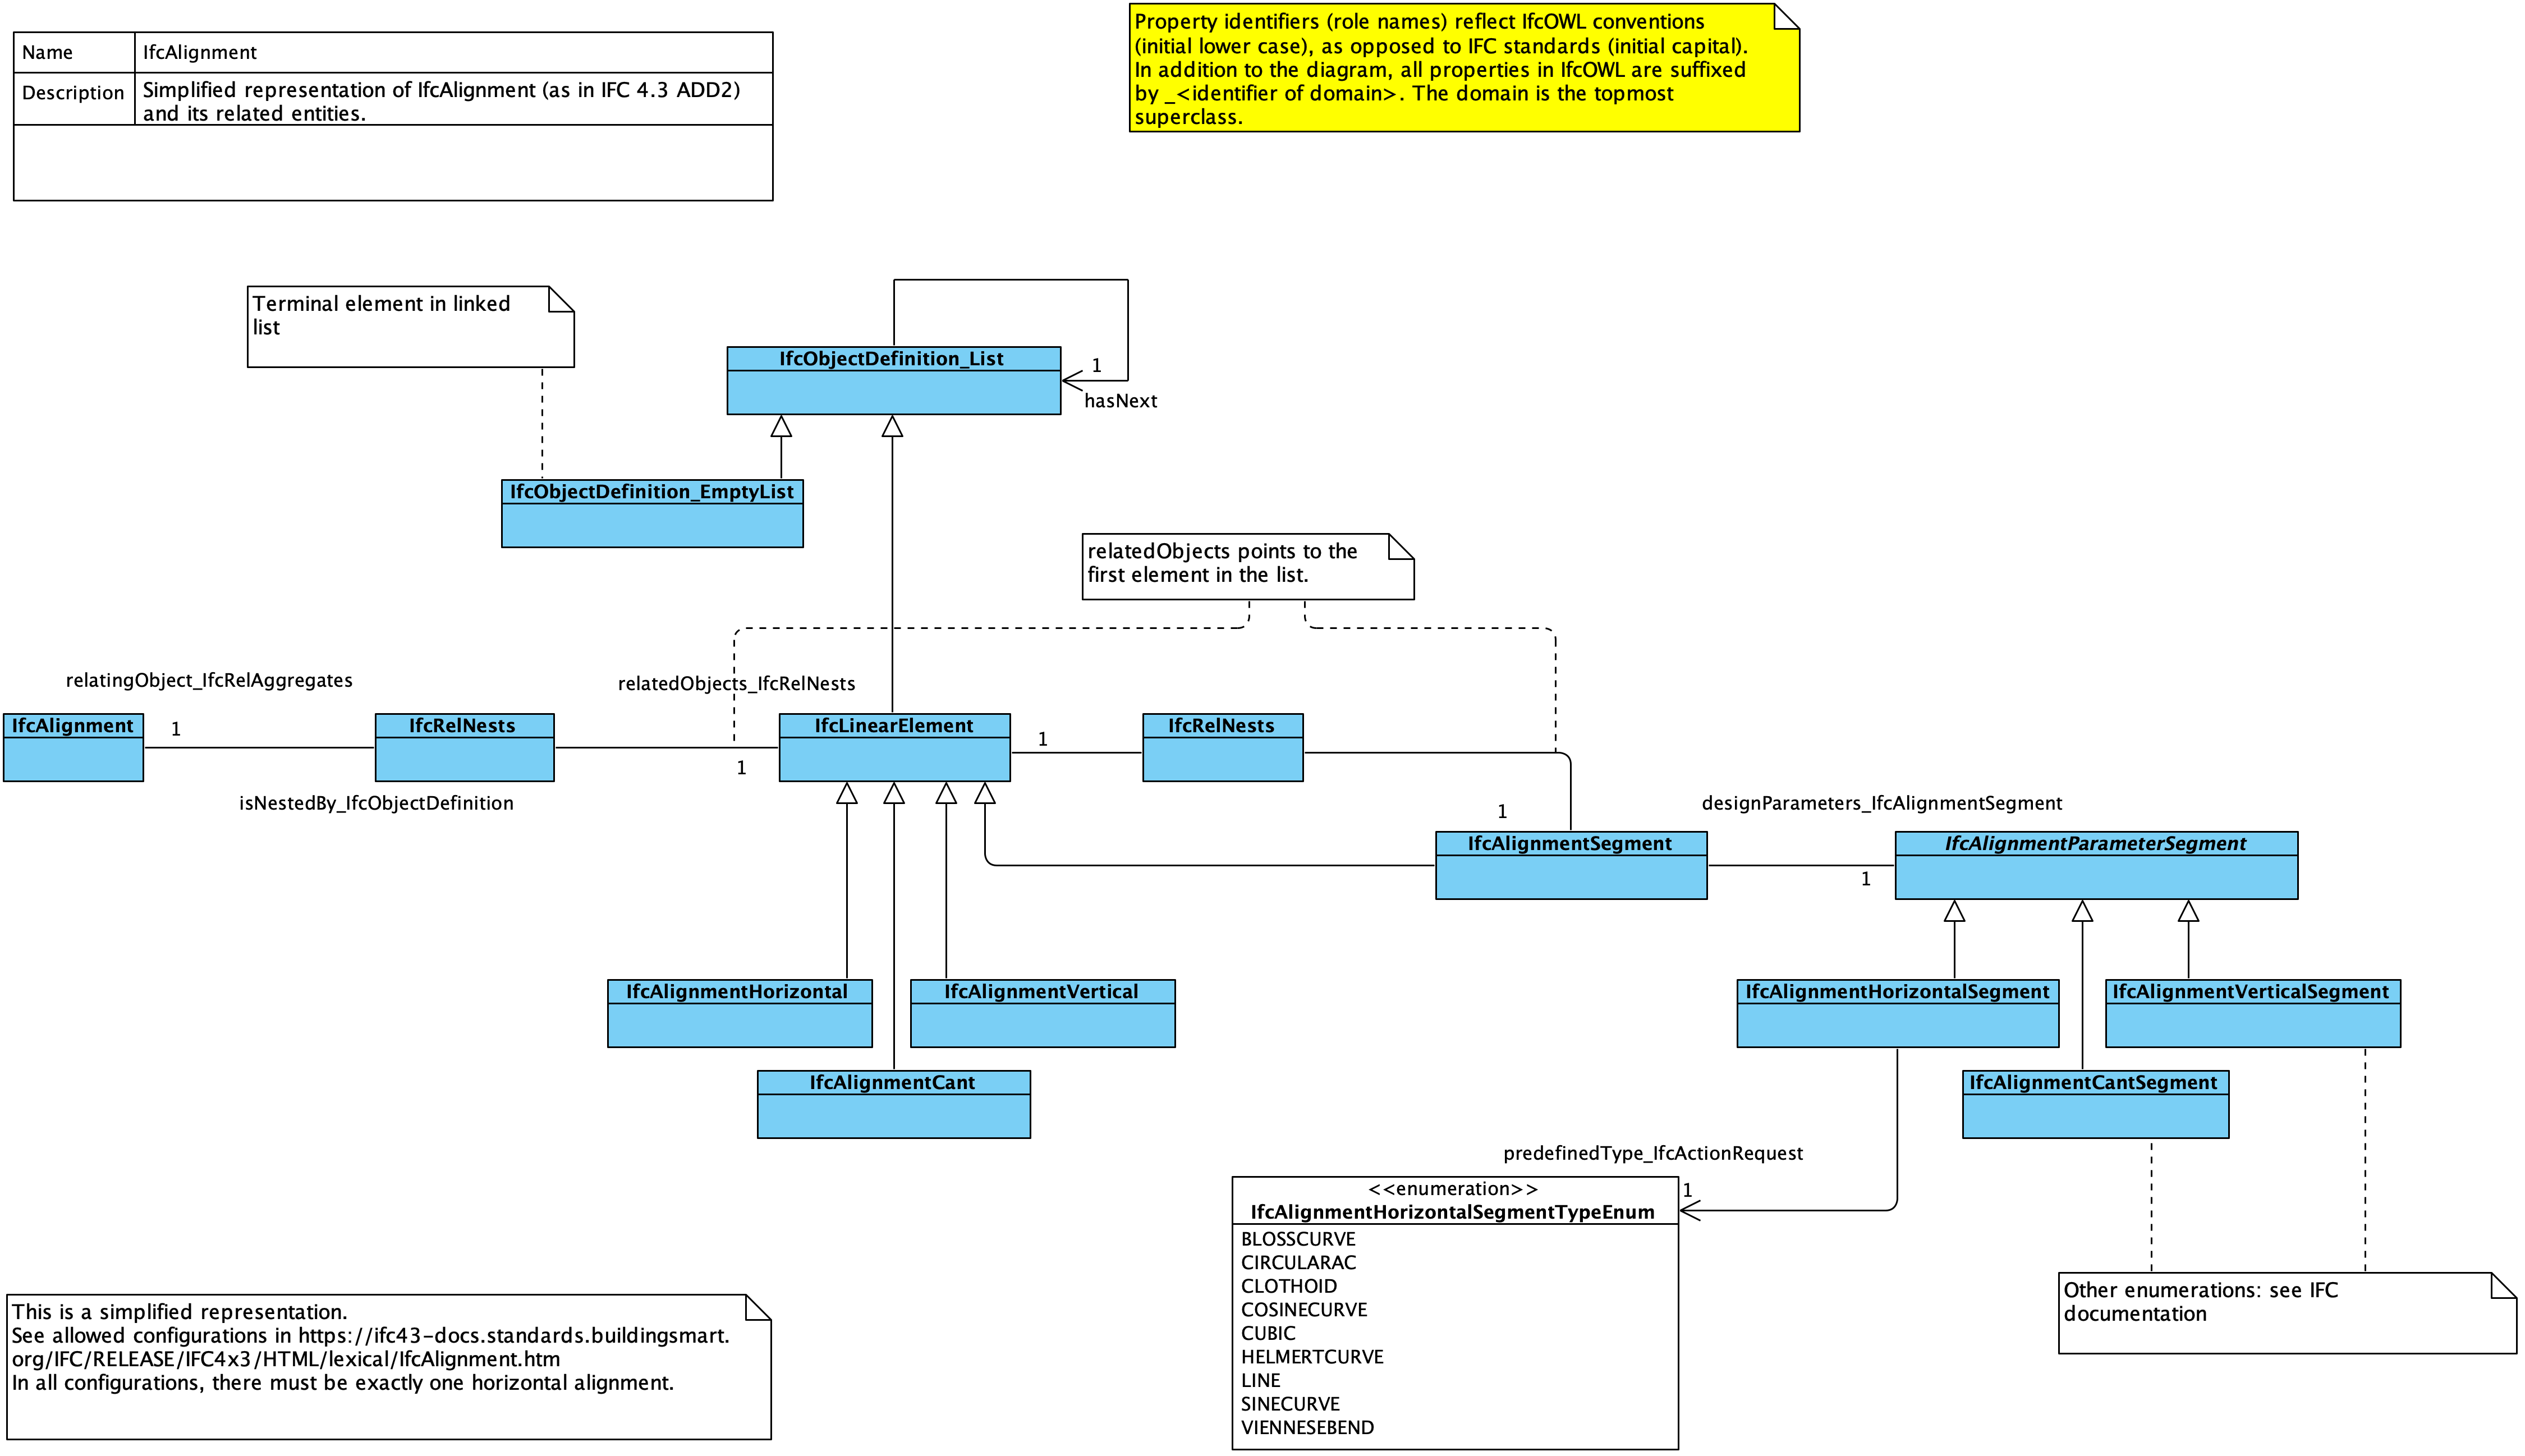 Name
IfcAlignment
Description
Simplified representation of IfcAlignment (as in IFC 4.3 ADD2)
and its related entities.
Property identifiers (role names) reflect IfcOWL conventions
(initial lower case), as opposed to IFC standards (initial capital).
In addition to the diagram, all properties in IfcOWL are suffixed
by _<identifier of domain>. The domain is the topmost
superclass.
Terminal element in linked
list
IfcObjectDefinition_List
1
hasNext
IfcObjectDefinition_EmptyList
relatedObjects points to the
first element in the list.
relatingObject_IfcRelAggregates
relatedObjects_IfcRelNests
IfcAlignment
1
IfcRelNests
IfcLinearElement
1
IfcRelNests
1
isNestedBy_IfcObjectDefinition
1
designParameters_IfcAlignmentSegment
IfcAlignmentSegment
1
IfcAlignmentParameterSegment
IfcAlignmentHorizontal
IfcAlignmentVertical
IfcAlignmentHorizontalSegment
IfcAlignmentVerticalSegment
IfcAlignmentCant
IfcAlignmentCantSegment
predefinedType_IfcActionRequest
1
<<enumeration>>
IfcAlignmentHorizontalSegmentTypeEnum
BLOSSCURVE
CIRCULARAC
CLOTHOID
COSINECURVE
CUBIC
HELMERTCURVE
LINE
SINECURVE
VIENNESEBEND
Other enumerations: see IFC
documentation
This is a simplified representation.
See allowed configurations in https://ifc43-docs.standards.buildingsmart.
org/IFC/RELEASE/IFC4x3/HTML/lexical/IfcAlignment.htm
In all configurations, there must be exactly one horizontal alignment.